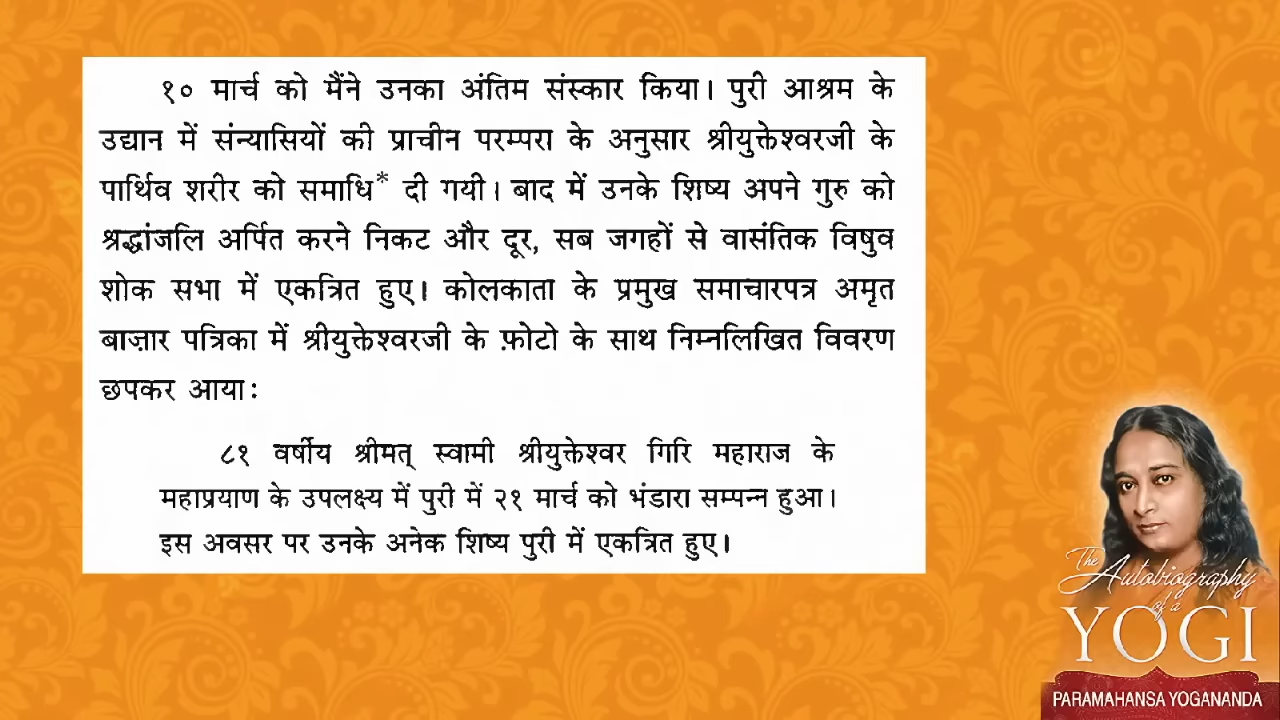 १० मार्च को मैंने उनका अंतिम संस्कार किया। पुरी आश्रम के
उद्यान में संन्यासियों की प्राचीन परम्परा के अनुसार श्रीयुक्तेश्वरजी के
पार्थिव शरीर को समाधि* दी गयी। बाद में उनके शिष्य अपने गुरु को
श्रद्धांजलि अर्पित करने निकट और दूर, सब जगहों से वासंतिक विषुव
शोक सभा में एकत्रित हुए। कोलकाता के प्रमुख समाचारपत्र अमृत
बाज़ार पत्रिका में श्रीयुक्तेश्वरजी के फ़ोटो के साथ निम्नलिखित विवरण
छपकर आया:
८१ वर्षीय श्रीमत् स्वामी श्रीयुक्तेश्वर गिरि महाराज के
महाप्रयाण के उपलक्ष्य में पुरी में २१ मार्च को भंडारा सम्पन्न हुआ।
इस अवसर पर उनके अनेक शिष्य पुरी में एकत्रित हुए।
The Autobiography
of a
YOGI
PARAMAHANSA YOGANANDA